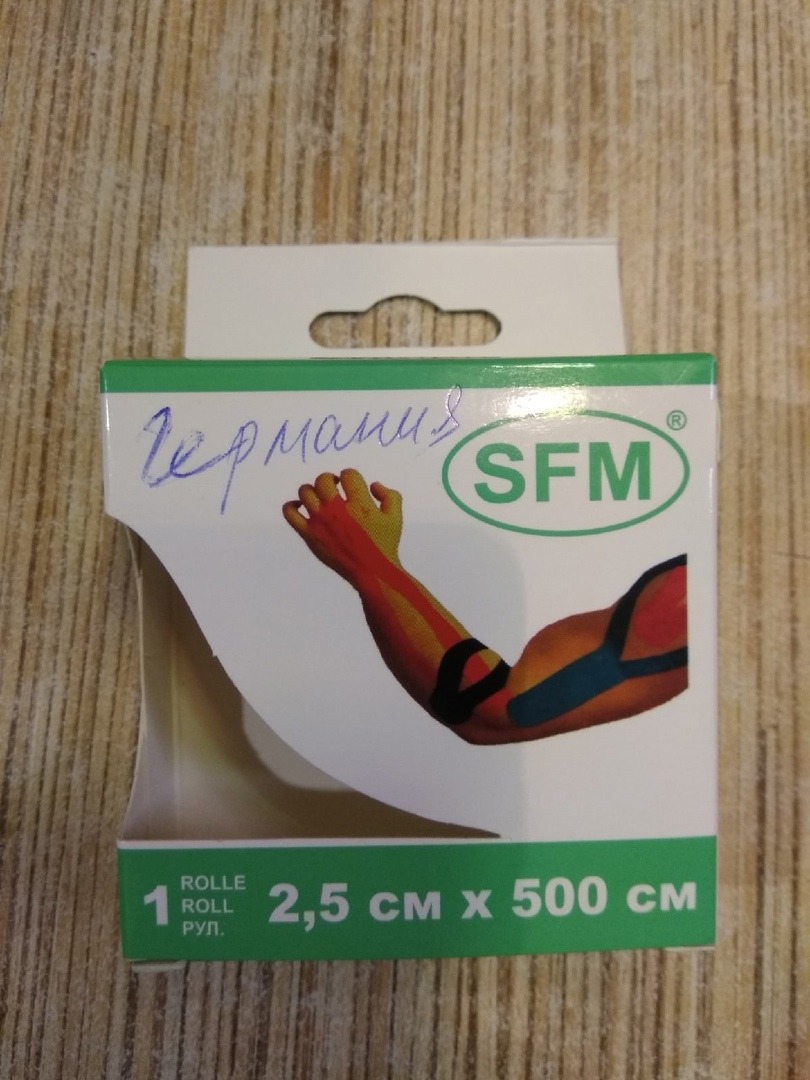 Германия
SFM®
1 ROLLE
ROLL
РУЛ.
2,5 см x 500 см